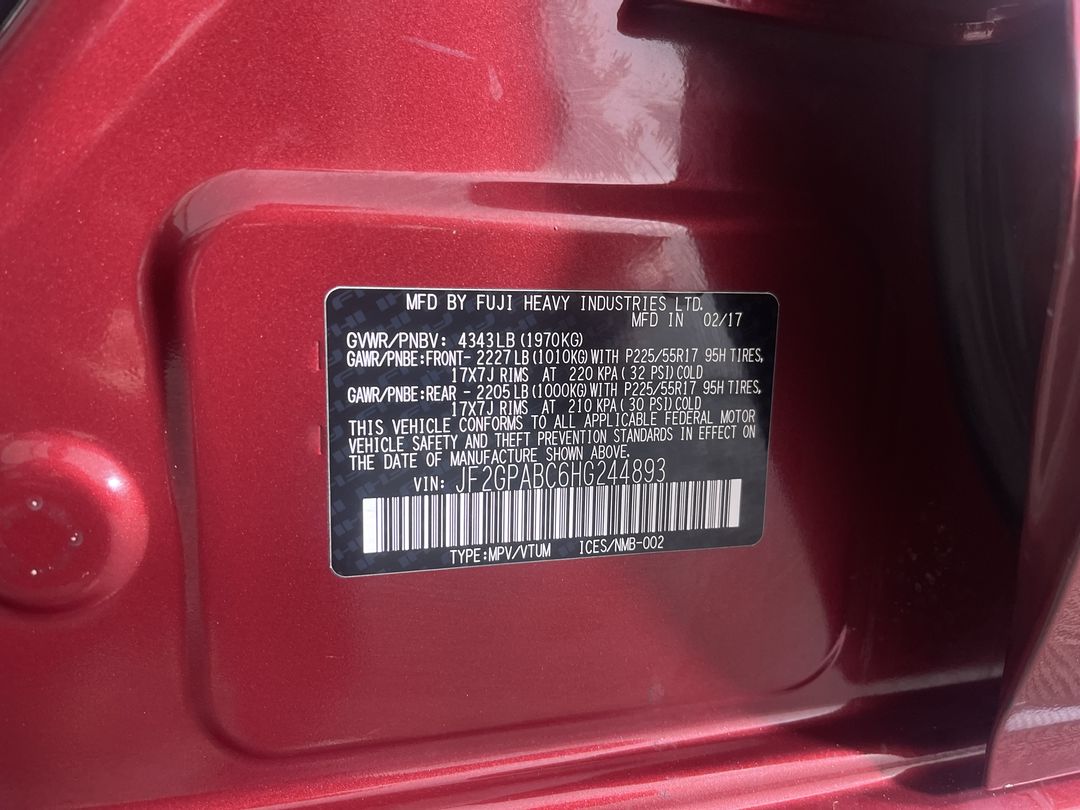 MFD BY FUJI HEAVY INDUSTRIES LTD.
MFD IN 02/17
GVWR/PNBV: 4343LB(1970KG)
GAWR/PNBE:FRONT- 2227LB(1010KG)WITH P225/55R17 95H TIRES,
17X7J RIMS AT 220 KPA( 32 PSI)COLD
GAWR/PNBE:REAR - 2205LB(1000KG)WITH P225/55R17 95H TIRES,
17X7J RIMS AT 210 KPA( 30 PSI)COLD
THIS VEHICLE CONFORMS TO ALL APPLICABLE FEDERAL MOTOR
VEHICLE SAFETY AND THEFT PREVENTION STANDARDS IN EFFECT ON
THE DATE OF MANUFACTURE SHOWN ABOVE.
VIN: JF2GPABC6HG244893
TYPE:MPV/VTUM ICES/NMB-002